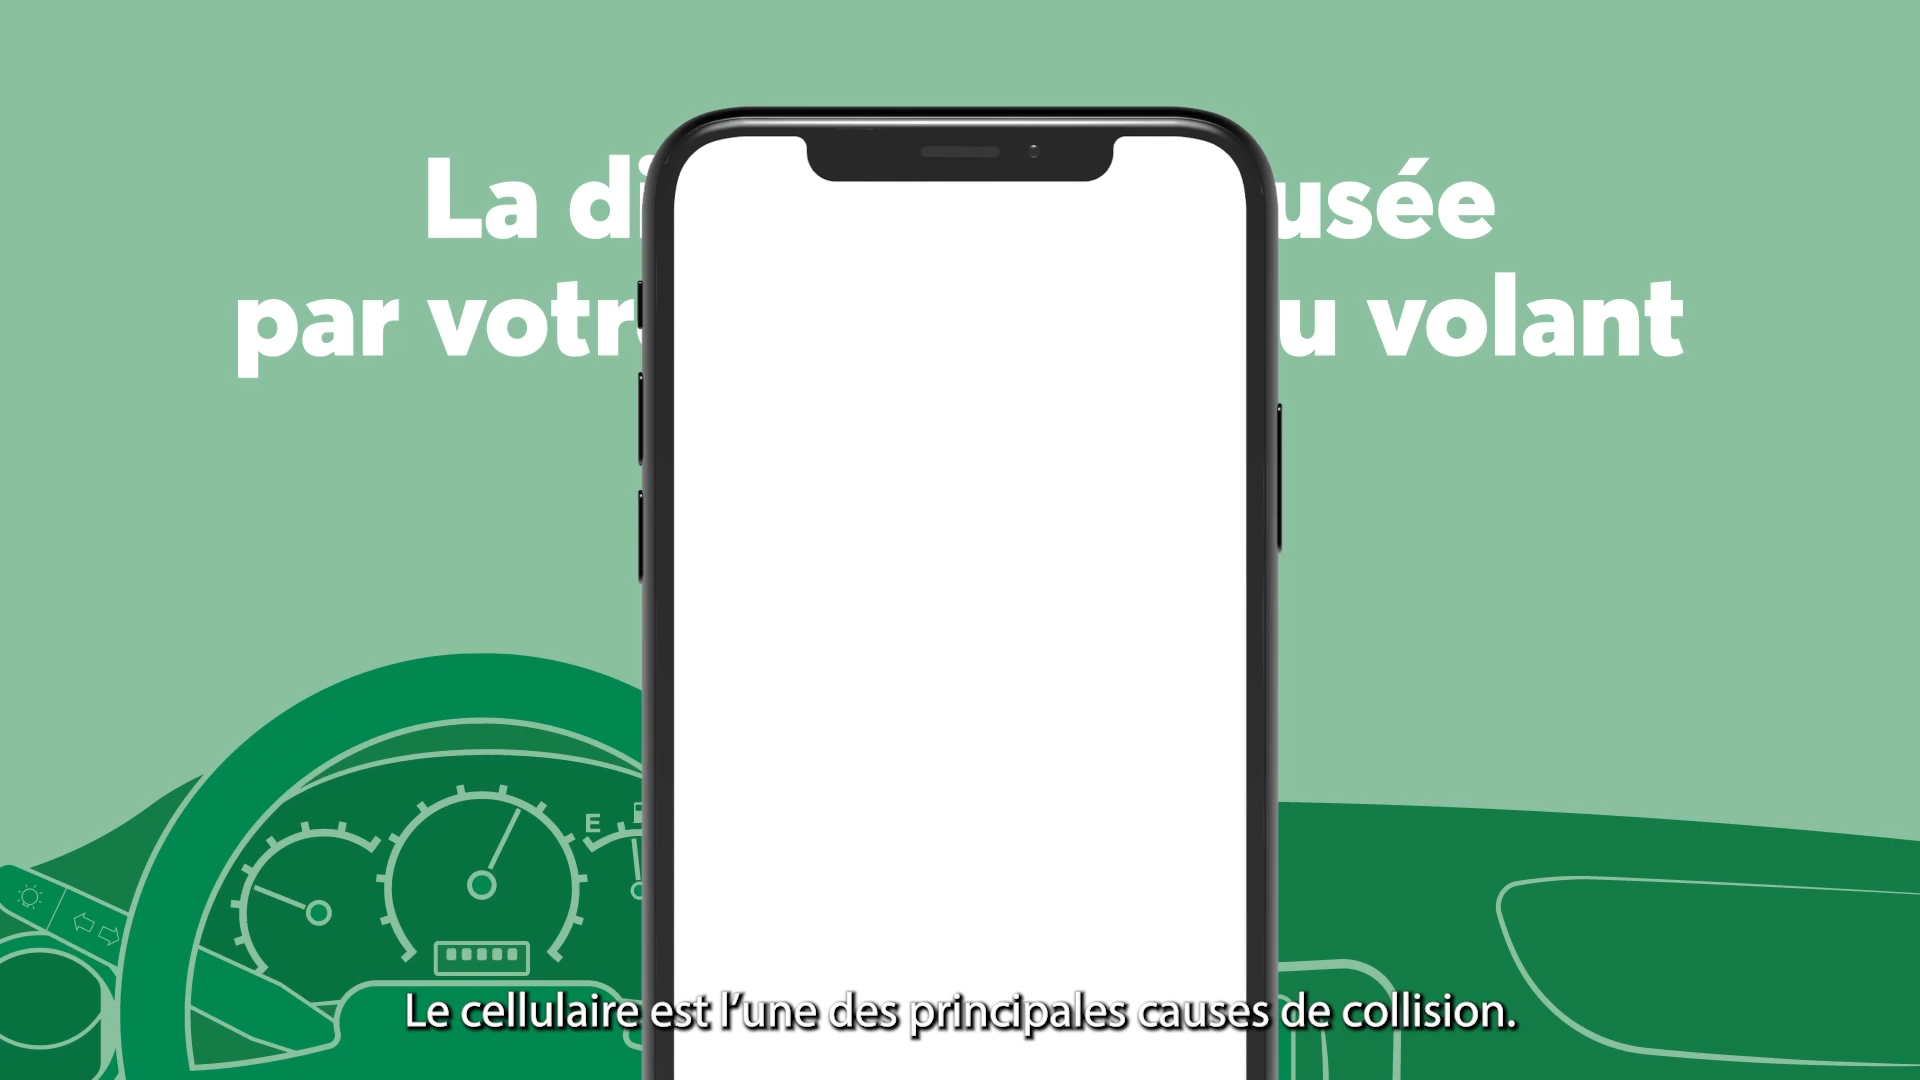 La di usée
par votr u volant
E
Le cellulaire est l'une des principales causes de collision.